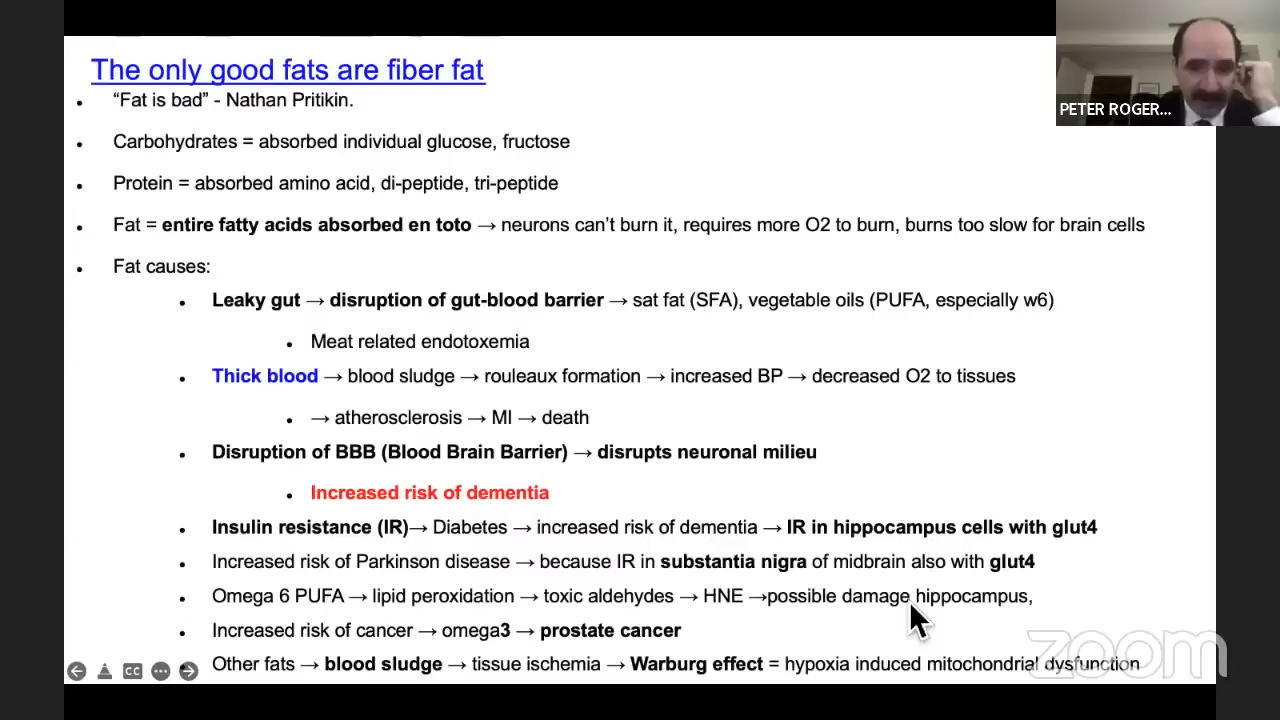 The only good fats are fiber fat
PETER ROGER...
• “Fat is bad” - Nathan Pritikin.
• Carbohydrates = absorbed individual glucose, fructose
• Protein = absorbed amino acid, di-peptide, tri-peptide
• Fat = entire fatty acids absorbed en toto → neurons can’t burn it, requires more O2 to burn, burns too slow for brain cells
• Fat causes:
• Leaky gut → disruption of gut-blood barrier → sat fat (SFA), vegetable oils (PUFA, especially w6)
• Meat related endotoxemia
• Thick blood → blood sludge → rouleaux formation → increased BP → decreased O2 to tissues
• → atherosclerosis → MI → death
• Disruption of BBB (Blood Brain Barrier) → disrupts neuronal milieu
• Increased risk of dementia
• Insulin resistance (IR)→ Diabetes → increased risk of dementia → IR in hippocampus cells with glut4
• Increased risk of Parkinson disease → because IR in substantia nigra of midbrain also with glut4
• Omega 6 PUFA → lipid peroxidation → toxic aldehydes → HNE →possible damage hippocampus,
• Increased risk of cancer → omega3 → prostate cancer
• Other fats → blood sludge → tissue ischemia → Warburg effect = hypoxia induced mitochondrial dysfunction
CC
zoom